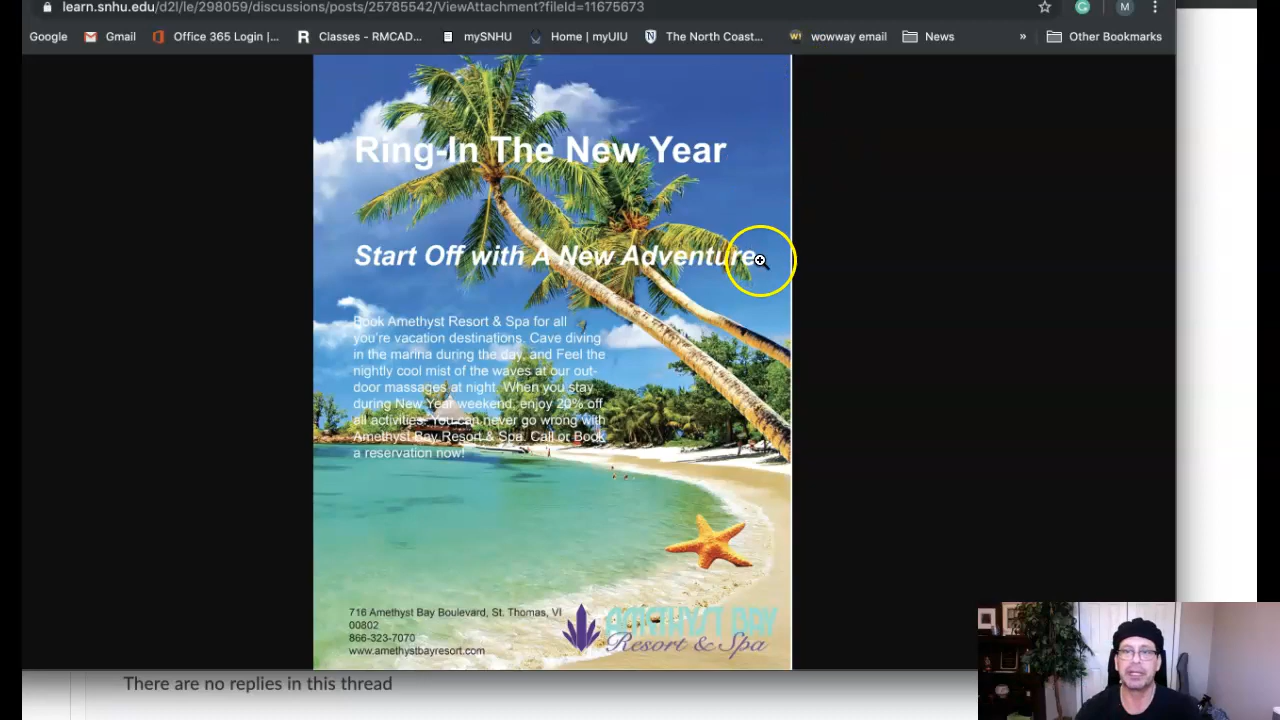 learn.snhu.edu/d2l/le/298059/discussions/posts/25785542/ViewAttachment?fileId=11675673
M
Google Gmail Office 365 Login |... Classes - RMCAD... mySNHU Home | myUIU The North Coast... W! wowway email News » Other Bookmarks
Ring-In The New Year
Start Off with A New Adventure
Book Amethyst Resort & Spa for all
you're vacation destinations. Cave diving
in the marina during the day, and Feel the
nightly cool mist of the waves at our out-
door massages at night. When you stay
during New Year weekend, enjoy 20% off
all activities. You can never go wrong with
Amethyst Bay Resort & Spa. Call or Book
a reservation now!
716 Amethyst Bay Boulevard, St. Thomas, VI
00802
866-323-7070
www.amethystbayresort.com
AMETHYST BAY
Resort & Spa
There are no replies in this thread